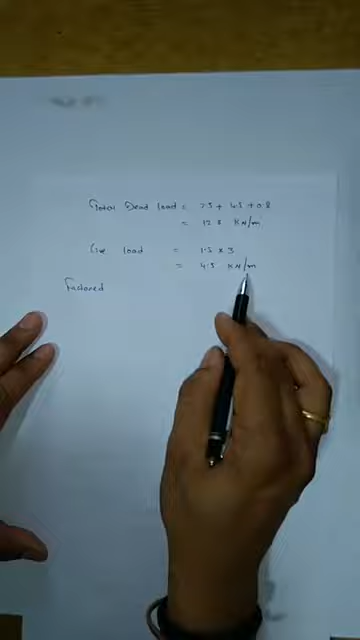 Total Dead load = 7.5 + 4.5 + 0.8
= 12.8 KN/m
Live load = 1.5 x 3
= 4.5 KN/m
Factored